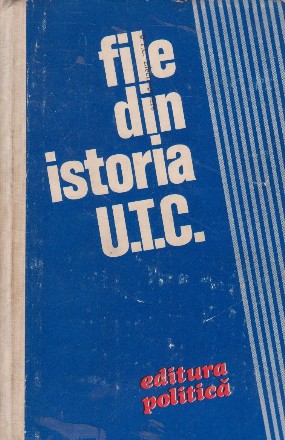 file
din
istoria
U.T.C.
editura
politică